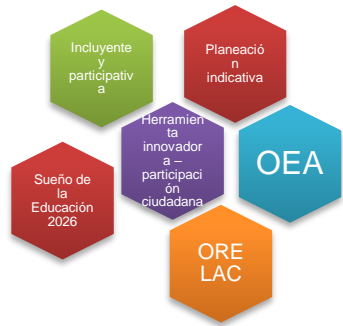 Incluyente
y
participativ
a
Planeació
n
indicativa
Herramien
ta
innovador
a –
participaci
ón
ciudadana
OEA
Sueño de
la
Educación
2026
ORE
LAC